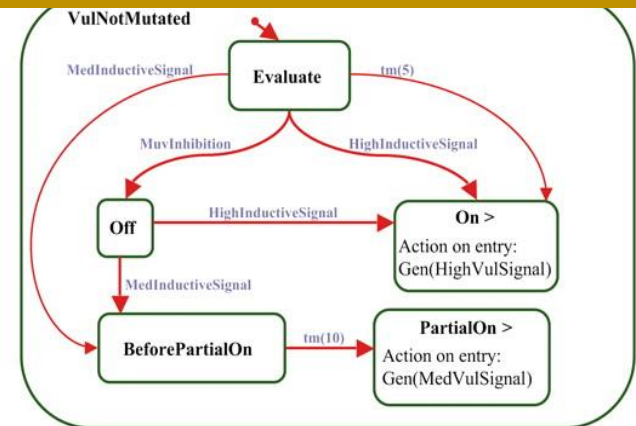 VulNotMutated
MedInductiveSignal
Evaluate
tm(5)
MuvInhibition
HighInductiveSignal
Off
HighInductiveSignal
On >
Action on entry:
Gen(HighVulSignal)
MedInductiveSignal
BeforePartialOn
tm(10)
PartialOn >
Action on entry:
Gen(MedVulSignal)